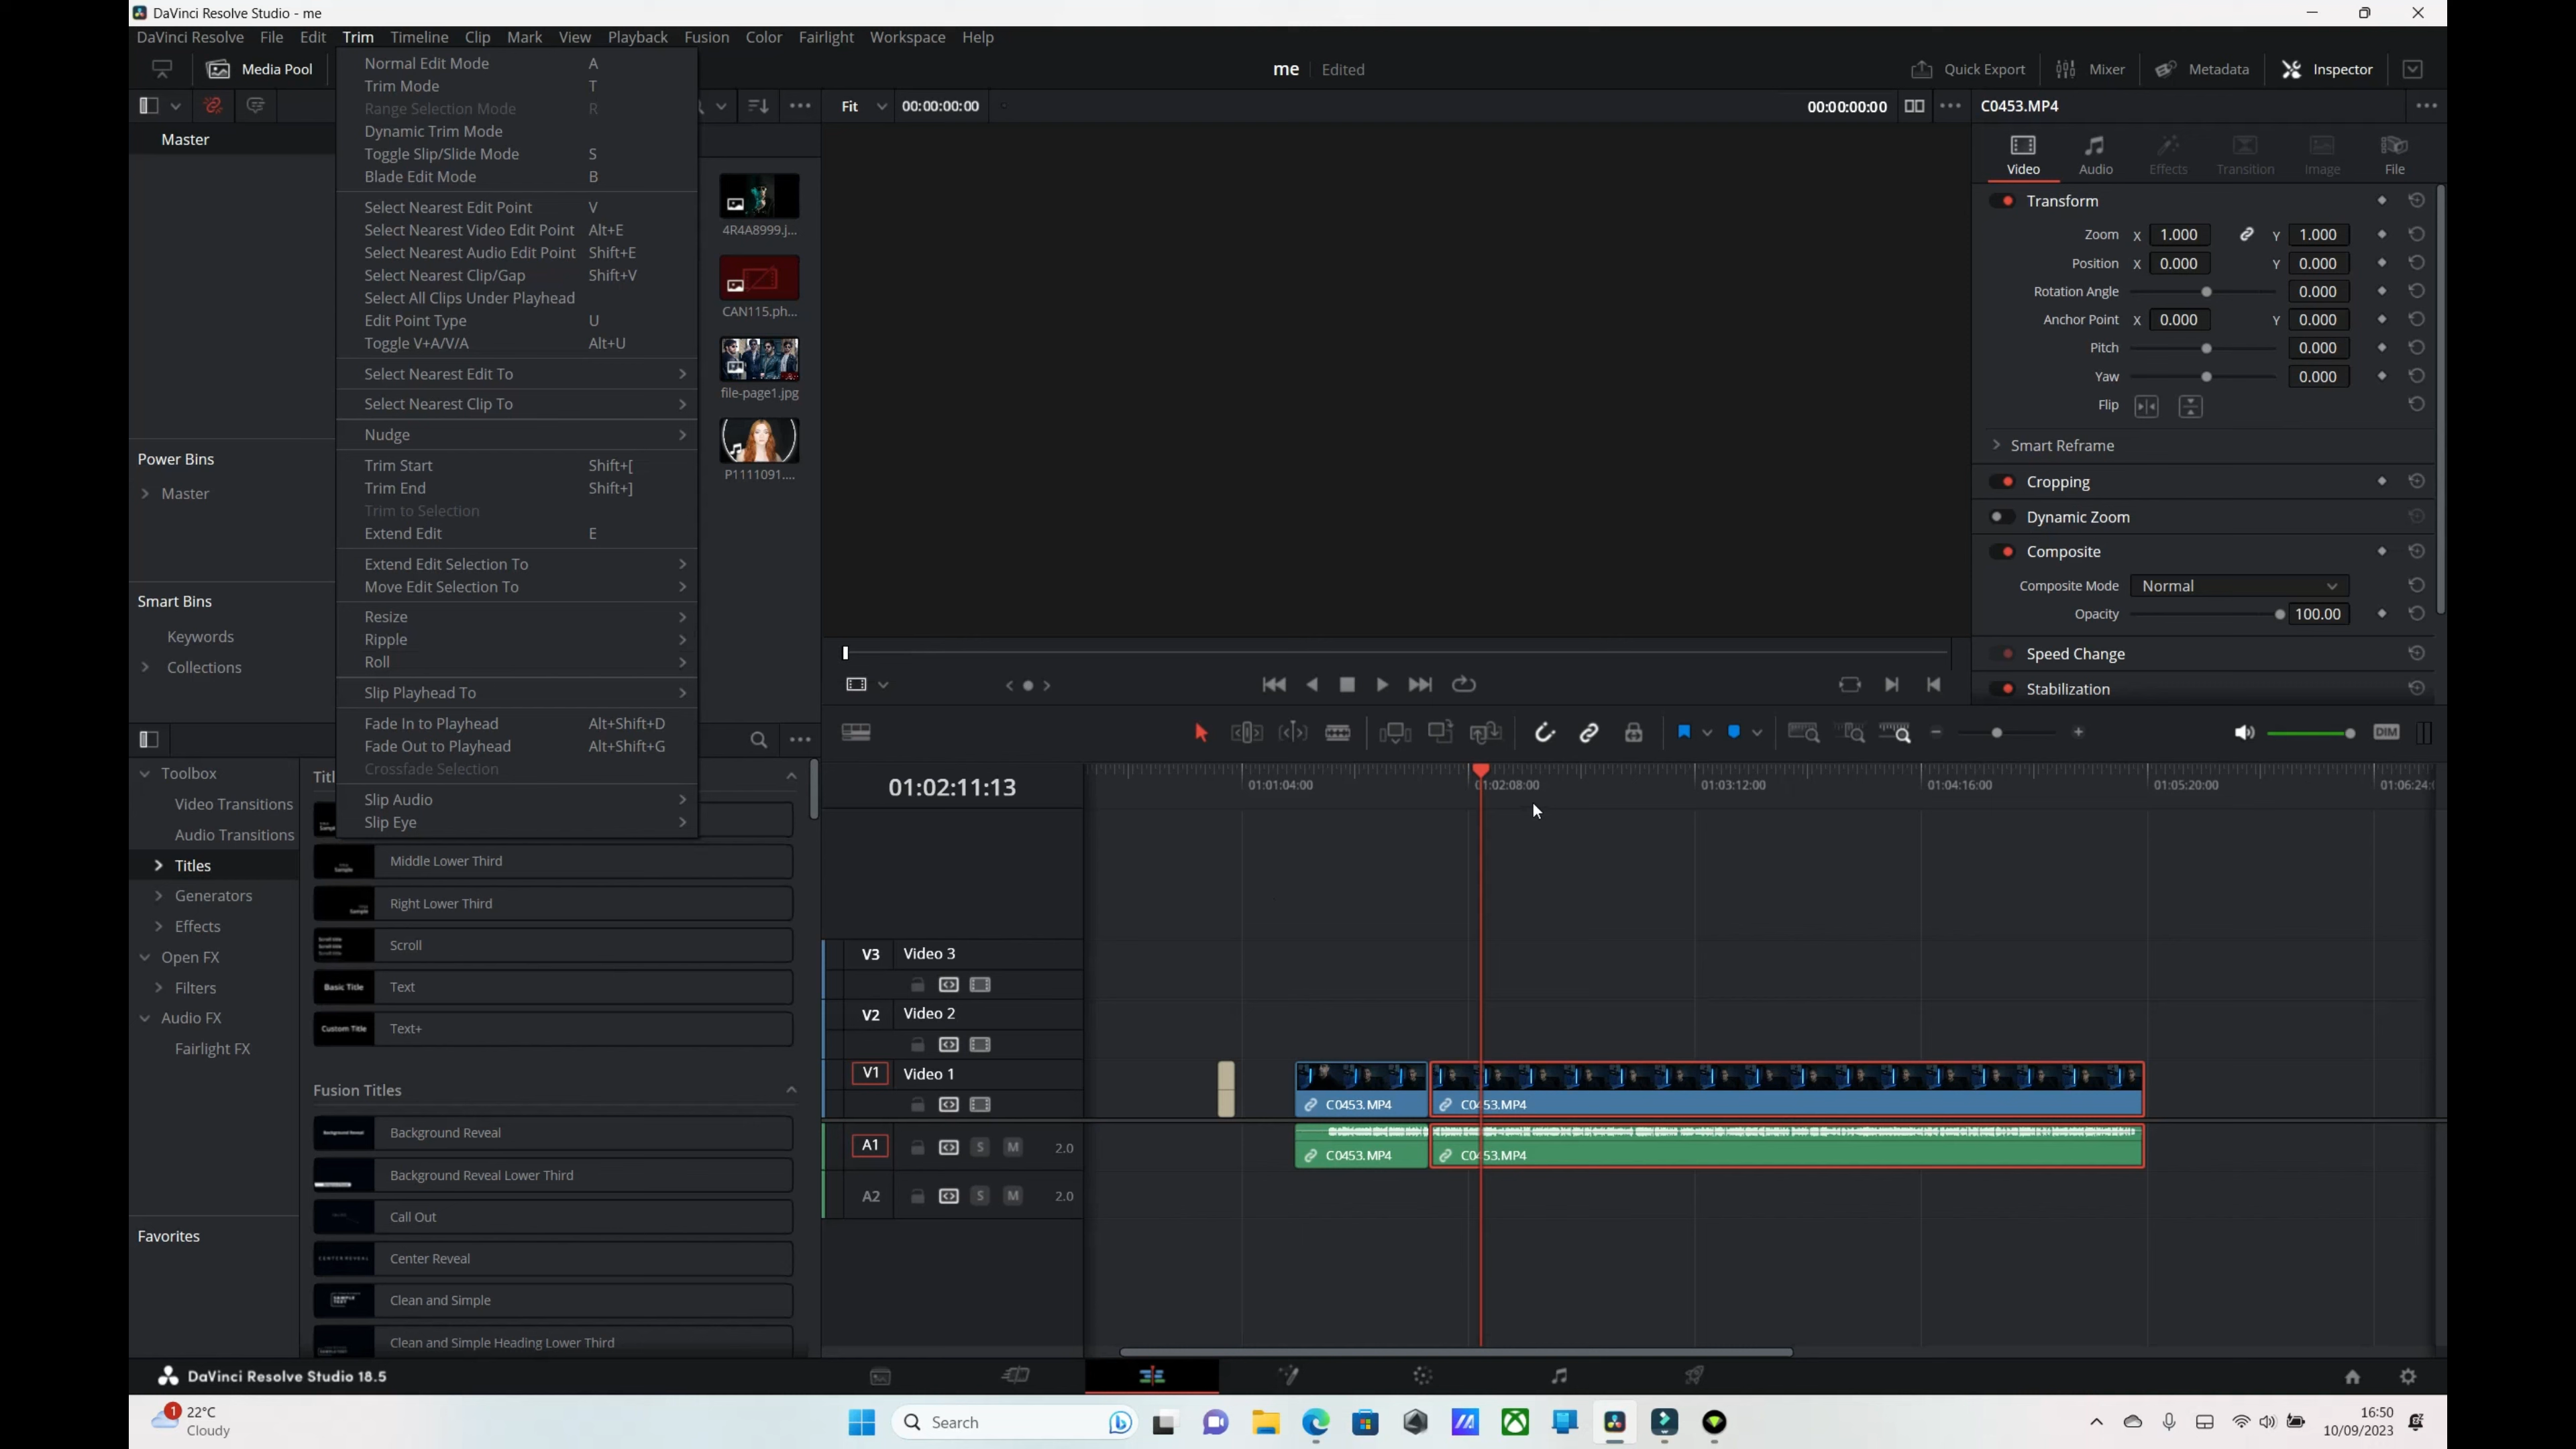 DaVinci Resolve Studio - me
DaVinci Resolve File Edit Trim Timeline Clip Mark View Playback Fusion Color Fairlight Workspace Help
Media Pool
me Edited
Quick Export Mixer Metadata Inspector
Fit 00:00:00:00
00:00:00:00
C0453.MP4
Master
Power Bins
Master
Smart Bins
Keywords
Collections
Normal Edit Mode A
Trim Mode T
Range Selection Mode R
Dynamic Trim Mode
Toggle Slip/Slide Mode S
Blade Edit Mode B
Select Nearest Edit Point V
Select Nearest Video Edit Point Alt+E
Select Nearest Audio Edit Point Shift+E
Select Nearest Clip/Gap Shift+V
Select All Clips Under Playhead
Edit Point Type U
Toggle V+A/V/A Alt+U
Select Nearest Edit To
Select Nearest Clip To
Nudge
Trim Start Shift+[
Trim End Shift+]
Trim to Selection
Extend Edit E
Extend Edit Selection To
Move Edit Selection To
Resize
Ripple
Roll
Slip Playhead To
Fade In to Playhead Alt+Shift+D
Fade Out to Playhead Alt+Shift+G
Crossfade Selection
Slip Audio
Slip Eye
4R4A8999.j...
CAN115.ph...
file-page1.jpg
P1111091....
Video Audio Effects Transition Image File
Transform
Zoom X 1.000 Y 1.000
Position X 0.000 Y 0.000
Rotation Angle 0.000
Anchor Point X 0.000 Y 0.000
Pitch 0.000
Yaw 0.000
Flip
Smart Reframe
Cropping
Dynamic Zoom
Composite
Composite Mode Normal
Opacity 100.00
Speed Change
Stabilization
DIM
Toolbox
Video Transitions
Audio Transitions
Titles
Generators
Effects
Open FX
Filters
Audio FX
Fairlight FX
Favorites
Middle Lower Third
Right Lower Third
Scroll
Basic Title Text
Custom Title Text+
Fusion Titles
Background Reveal
Background Reveal Lower Third
Call Out
CENTER REVEAL Center Reveal
Clean and Simple
Clean and Simple Heading Lower Third
01:02:11:13
01:01:04:00 01:02:08:00 01:03:12:00 01:04:16:00 01:05:20:00 01:06:24:
V3 Video 3
V2 Video 2
V1 Video 1
C0453.MP4 C0453.MP4
A1 S M 2.0
C0453.MP4 C0453.MP4
A2 S M 2.0
DaVinci Resolve Studio 18.5
1
22°C
Cloudy
Search
16:50
10/09/2023